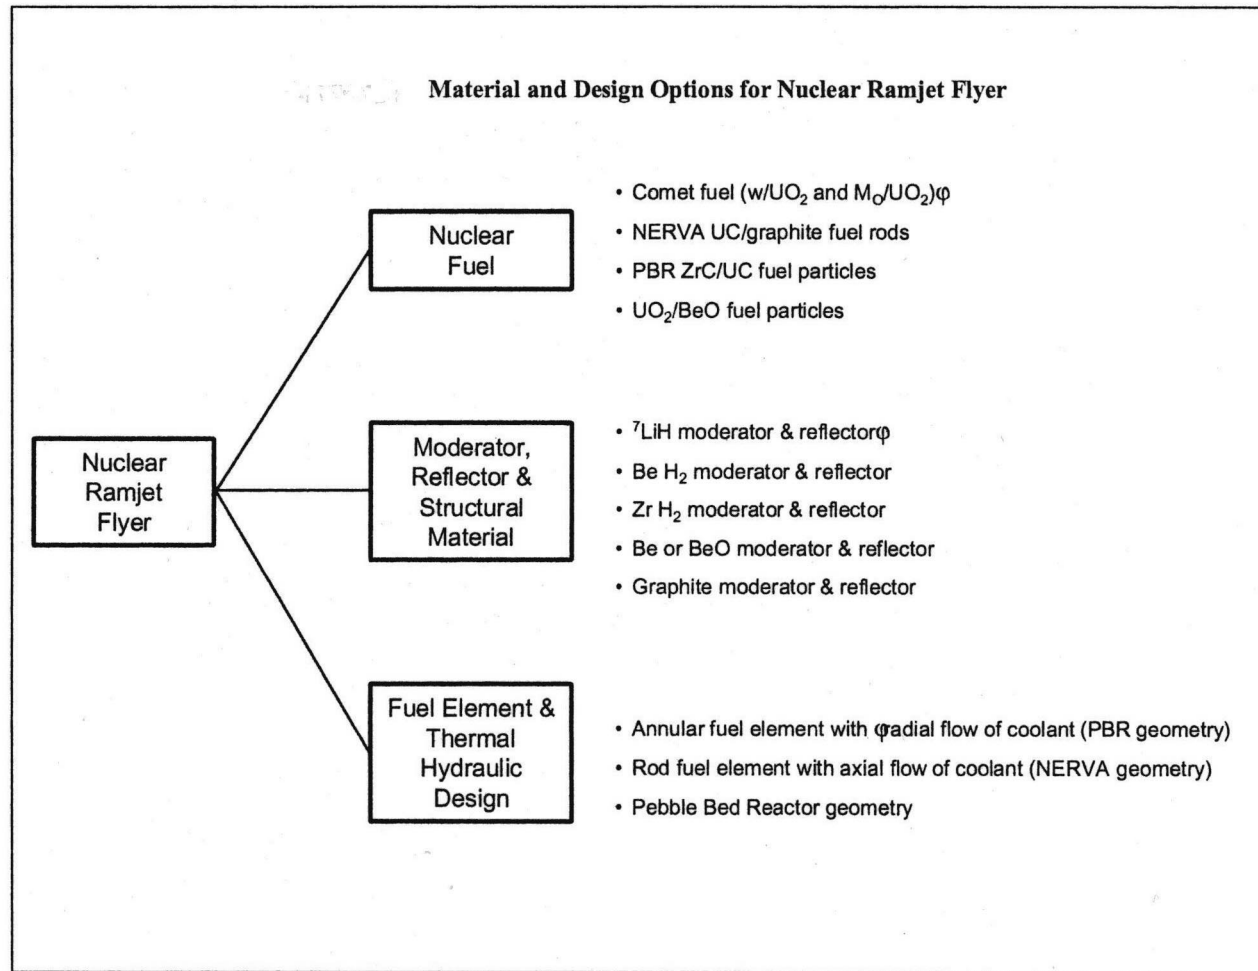 Material and Design Options for Nuclear Ramjet Flyer
• Comet fuel (w/UO₂ and M_O/UO₂)φ
Nuclear
Fuel
• NERVA UC/graphite fuel rods
• PBR ZrC/UC fuel particles
• UO₂/BeO fuel particles
Nuclear
Ramjet
Flyer
Moderator,
Reflector &
Structural
Material
• ⁷LiH moderator & reflectorφ
• Be H₂ moderator & reflector
• Zr H₂ moderator & reflector
• Be or BeO moderator & reflector
• Graphite moderator & reflector
Fuel Element &
Thermal
Hydraulic
Design
• Annular fuel element with φradial flow of coolant (PBR geometry)
• Rod fuel element with axial flow of coolant (NERVA geometry)
• Pebble Bed Reactor geometry